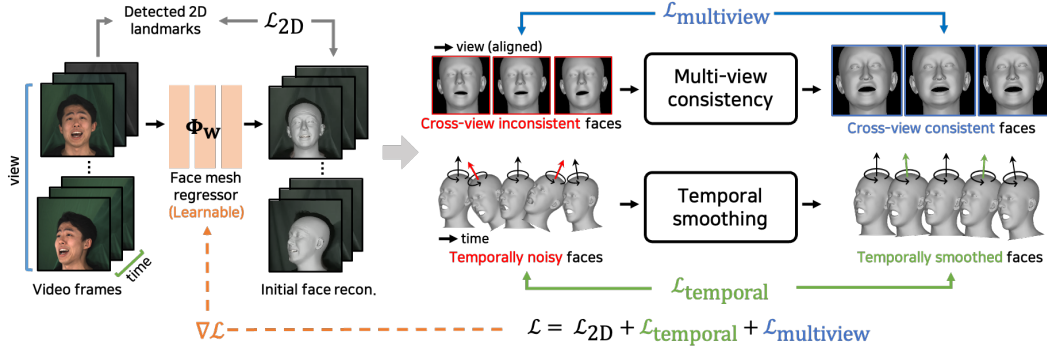 Detected 2D
landmarks
ℒ2D
view
Φw
Face mesh
regressor
(Learnable)
time
Video frames
Initial face recon.
ℒmultiview
view (aligned)
Cross-view inconsistent faces
Multi-view
consistency
Cross-view consistent faces
time
Temporally noisy faces
Temporal
smoothing
Temporally smoothed faces
ℒtemporal
∇ℒ
ℒ = ℒ2D + ℒtemporal + ℒmultiview